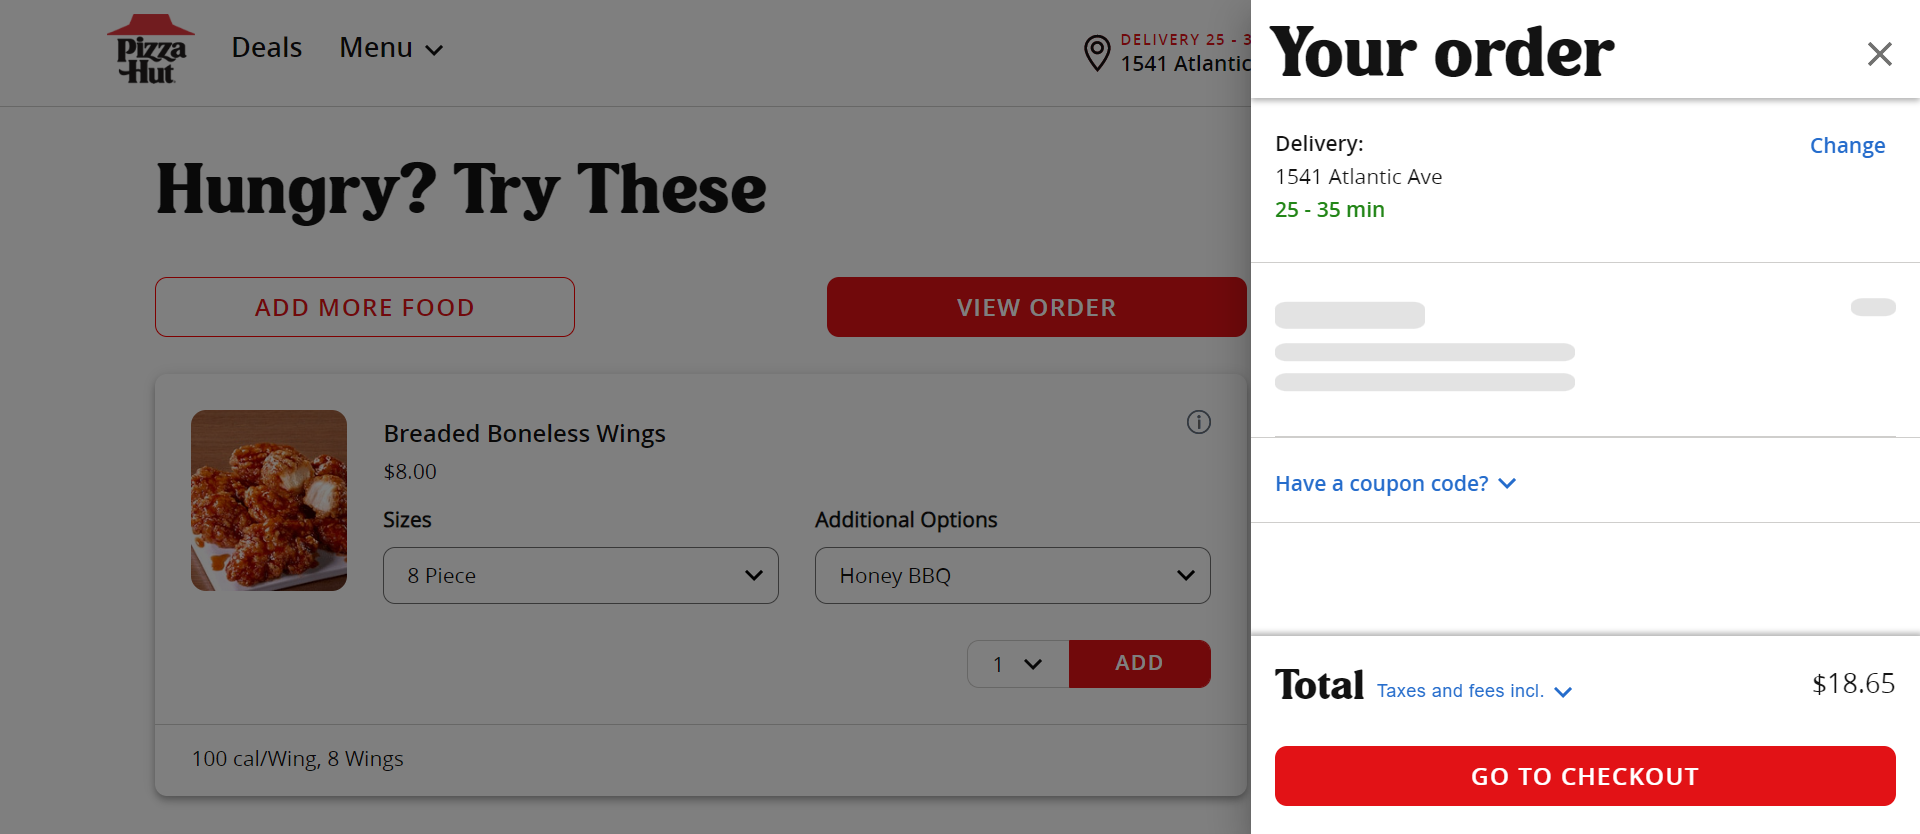 Pizza
Hut
Deals
Menu
DELIVERY 25 - 3
1541 Atlantic
Hungry? Try These
ADD MORE FOOD
VIEW ORDER
Breaded Boneless Wings
$8.00
Sizes
Additional Options
8 Piece
Honey BBQ
1
ADD
100 cal/Wing, 8 Wings
Your order
Delivery:
Change
1541 Atlantic Ave
25 - 35 min
Have a coupon code?
Total
Taxes and fees incl.
$18.65
GO TO CHECKOUT